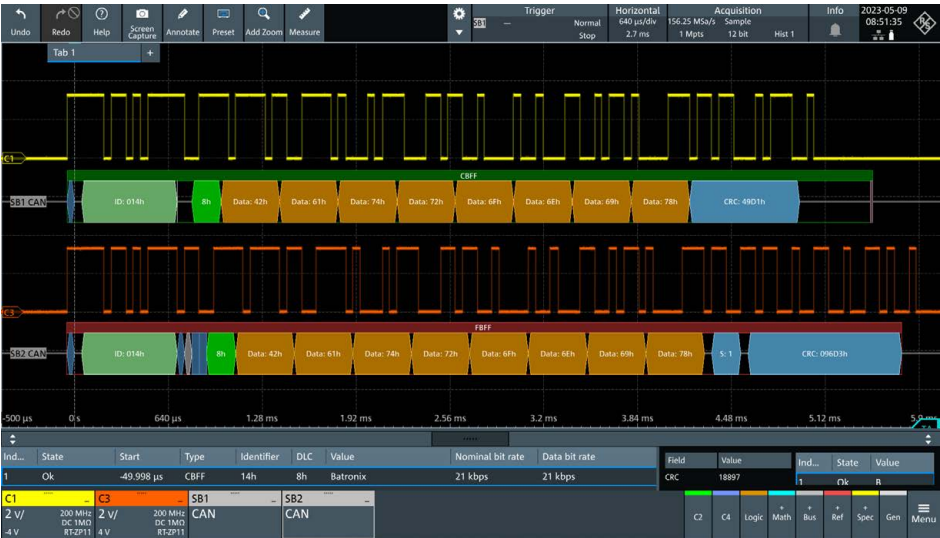 Undo Redo Help Screen Capture Annotate Preset Add Zoom Measure
SB1 — Trigger Normal Stop
Horizontal 640 µs/div 2.7 ms
Acquisition 156.25 MSa/s Sample 1 Mpts 12 bit Hist 1
Info 2023-05-09 08:51:35
Tab 1 +
C1
CBFF
SB1 CAN ID: 014h 8h Data: 42h Data: 61h Data: 74h Data: 72h Data: 6Fh Data: 6Eh Data: 69h Data: 78h CRC: 49D1h
C3
FBFF
SB2 CAN ID: 014h 8h Data: 42h Data: 61h Data: 74h Data: 72h Data: 6Fh Data: 6Eh Data: 69h Data: 78h S: 1 CRC: 096D3h
-500 µs 0 s 640 µs 1.28 ms 1.92 ms 2.56 ms 3.2 ms 3.84 ms 4.48 ms 5.12 ms
Ind... State Start Type Identifier DLC Value Nominal bit rate Data bit rate
1 Ok -49.998 µs CBFF 14h 8h Batronix 21 kbps 21 kbps
Field Value
CRC 18897
Ind... State Value
1 Ok B
C1 2 V/ 200 MHz DC 1MΩ -4 V RT-ZP11
C3 2 V/ 200 MHz DC 1MΩ 4 V RT-ZP11
SB1 CAN
SB2 CAN
C2 C4 Logic Math Bus Ref Spec Gen Menu